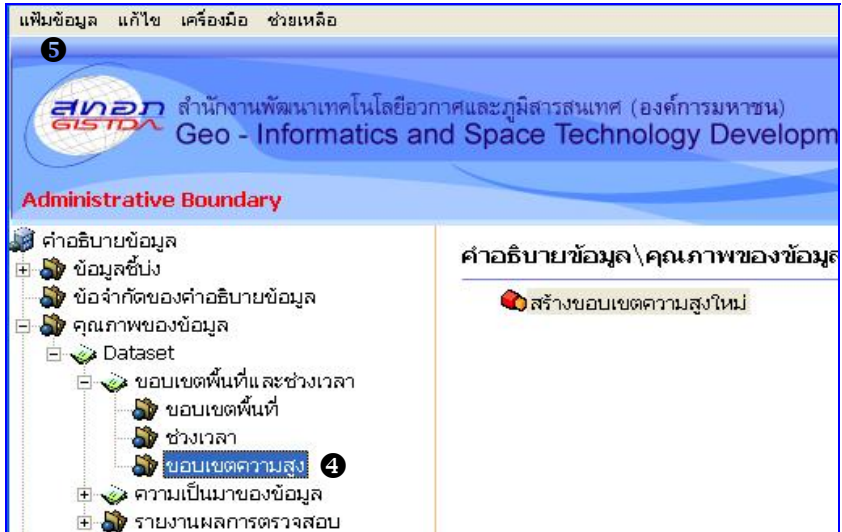 แฟ้มข้อมูล แก้ไข เครื่องมือ ช่วยเหลือ
❺
สทอภ สำนักงานพัฒนาเทคโนโลยีอวกาศและภูมิสารสนเทศ (องค์การมหาชน)
GISTDA Geo - Informatics and Space Technology Developm
Administrative Boundary
คำอธิบายข้อมูล
ข้อมูลชี้บ่ง
ข้อจำกัดของคำอธิบายข้อมูล
คุณภาพของข้อมูล
Dataset
ขอบเขตพื้นที่และช่วงเวลา
ขอบเขตพื้นที่
ช่วงเวลา
ขอบเขตความสูง ❹
ความเป็นมาของข้อมูล
รายงานผลการตรวจสอบ
คำอธิบายข้อมูล\คุณภาพของข้อมูล
สร้างขอบเขตความสูงใหม่